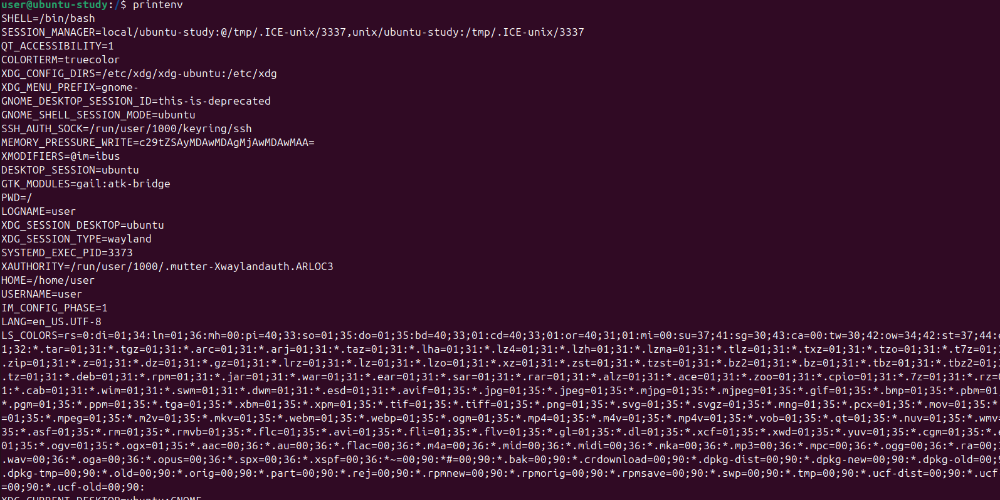 user@ubuntu-study:/$ printenv
SHELL=/bin/bash
SESSION_MANAGER=local/ubuntu-study:@/tmp/.ICE-unix/3337,unix/ubuntu-study:/tmp/.ICE-unix/3337
QT_ACCESSIBILITY=1
COLORTERM=truecolor
XDG_CONFIG_DIRS=/etc/xdg/xdg-ubuntu:/etc/xdg
XDG_MENU_PREFIX=gnome-
GNOME_DESKTOP_SESSION_ID=this-is-deprecated
GNOME_SHELL_SESSION_MODE=ubuntu
SSH_AUTH_SOCK=/run/user/1000/keyring/ssh
MEMORY_PRESSURE_WRITE=c29tZSAyMDAwMDAgMjAwMDAwMAA=
XMODIFIERS=@im=ibus
DESKTOP_SESSION=ubuntu
GTK_MODULES=gail:atk-bridge
PWD=/
LOGNAME=user
XDG_SESSION_DESKTOP=ubuntu
XDG_SESSION_TYPE=wayland
SYSTEMD_EXEC_PID=3373
XAUTHORITY=/run/user/1000/.mutter-Xwaylandauth.ARLOC3
HOME=/home/user
USERNAME=user
IM_CONFIG_PHASE=1
LANG=en_US.UTF-8
LS_COLORS=rs=0:di=01;34:ln=01;36:mh=00:pi=40;33:so=01;35:do=01;35:bd=40;33;01:cd=40;33;01:or=40;31;01:mi=00:su=37;41:sg=30;43:ca=00:tw=30;42:ow=34;42:st=37;44:e
1;32:*.tar=01;31:*.tgz=01;31:*.arc=01;31:*.arj=01;31:*.taz=01;31:*.lha=01;31:*.lz4=01;31:*.lzh=01;31:*.lzma=01;31:*.tlz=01;31:*.txz=01;31:*.tzo=01;31:*.t7z=01;
.zip=01;31:*.z=01;31:*.dz=01;31:*.gz=01;31:*.lrz=01;31:*.lz=01;31:*.lzo=01;31:*.xz=01;31:*.zst=01;31:*.tzst=01;31:*.bz2=01;31:*.bz=01;31:*.tbz=01;31:*.tbz2=01;
.tz=01;31:*.deb=01;31:*.rpm=01;31:*.jar=01;31:*.war=01;31:*.ear=01;31:*.sar=01;31:*.rar=01;31:*.alz=01;31:*.ace=01;31:*.zoo=01;31:*.cpio=01;31:*.7z=01;31:*.rz=
1:*.cab=01;31:*.wim=01;31:*.swm=01;31:*.dwm=01;31:*.esd=01;31:*.avif=01;35:*.jpg=01;35:*.jpeg=01;35:*.mjpg=01;35:*.mjpeg=01;35:*.gif=01;35:*.bmp=01;35:*.pbm=01
*.pgm=01;35:*.ppm=01;35:*.tga=01;35:*.xbm=01;35:*.xpm=01;35:*.tif=01;35:*.tiff=01;35:*.png=01;35:*.svg=01;35:*.svgz=01;35:*.mng=01;35:*.pcx=01;35:*.mov=01;35:*
=01;35:*.mpeg=01;35:*.m2v=01;35:*.mkv=01;35:*.webm=01;35:*.webp=01;35:*.ogm=01;35:*.mp4=01;35:*.m4v=01;35:*.mp4v=01;35:*.vob=01;35:*.qt=01;35:*.nuv=01;35:*.wmv=
35:*.asf=01;35:*.rm=01;35:*.rmvb=01;35:*.flc=01;35:*.avi=01;35:*.fli=01;35:*.flv=01;35:*.gl=01;35:*.dl=01;35:*.xcf=01;35:*.xwd=01;35:*.yuv=01;35:*.cgm=01;35:*.e
01;35:*.ogv=01;35:*.ogx=01;35:*.aac=00;36:*.au=00;36:*.flac=00;36:*.m4a=00;36:*.mid=00;36:*.midi=00;36:*.mka=00;36:*.mp3=00;36:*.mpc=00;36:*.ogg=00;36:*.ra=00;
.wav=00;36:*.oga=00;36:*.opus=00;36:*.spx=00;36:*.xspf=00;36:*~=00;90:*#=00;90:*.bak=00;90:*.crdownload=00;90:*.dpkg-dist=00;90:*.dpkg-new=00;90:*.dpkg-old=00;9
.dpkg-tmp=00;90:*.old=00;90:*.orig=00;90:*.part=00;90:*.rej=00;90:*.rpmnew=00;90:*.rpmorig=00;90:*.rpmsave=00;90:*.swp=00;90:*.tmp=00;90:*.ucf-dist=00;90:*.ucf
=00;90:*.ucf-old=00;90:
XDG_CURRENT_DESKTOP=ubuntu:GNOME